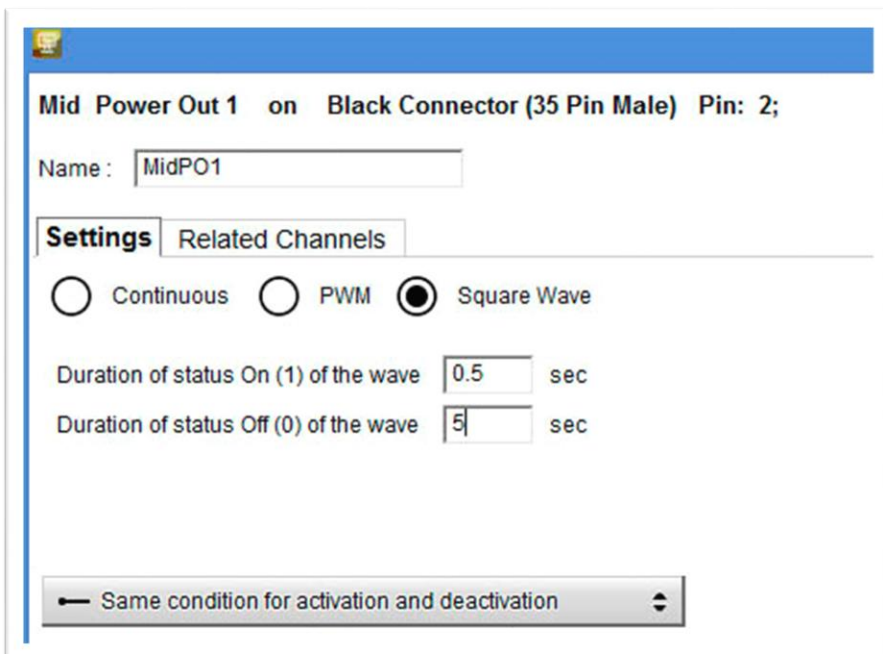 Mid Power Out 1 on Black Connector (35 Pin Male) Pin: 2;
Name : MidPO1
Settings Related Channels
Continuous PWM Square Wave
Duration of status On (1) of the wave 0.5 sec
Duration of status Off (0) of the wave 5 sec
Same condition for activation and deactivation